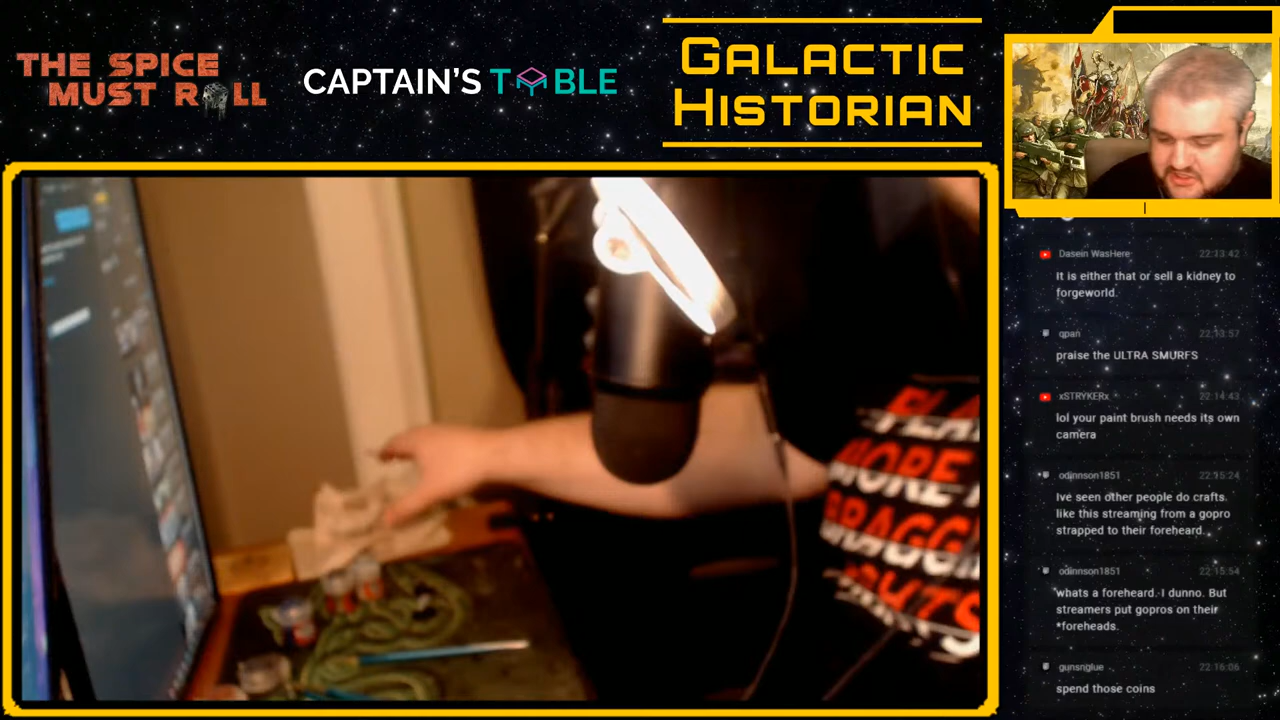 THE SPICE
MUST ROLL
CAPTAIN'S TABLE
GALACTIC
HISTORIAN
Dasein WasHere 22:13:42
It is either that or sell a kidney to
forgeworld.
qpan 22:13:57
praise the ULTRA SMURFS
xSTRYKERx 22:14:43
lol your paint brush needs its own
camera
odinnson1851 22:15:24
Ive seen other people do crafts
like this streaming from a gopro
strapped to their foreheard.
odinnson1851 22:15:54
whats a foreheard. I dunno. But
streamers put gopros on their
*foreheads.
gunsnglue 22:16:06
spend those coins
MORE